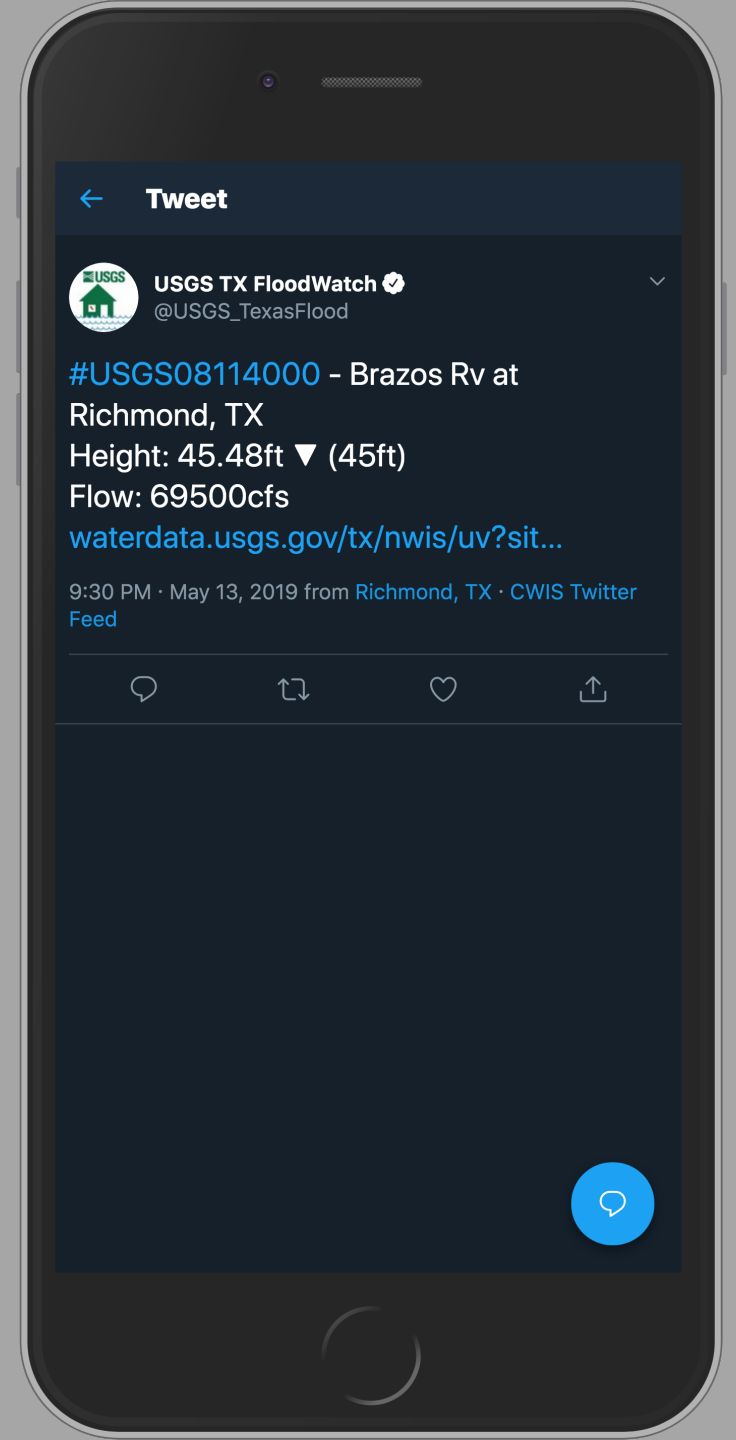 Tweet
USGS
USGS TX FloodWatch
@USGS_TexasFlood
#USGS08114000 - Brazos Rv at
Richmond, TX
Height: 45.48ft ▼ (45ft)
Flow: 69500cfs
waterdata.usgs.gov/tx/nwis/uv?sit...
9:30 PM · May 13, 2019 from Richmond, TX · CWIS Twitter
Feed